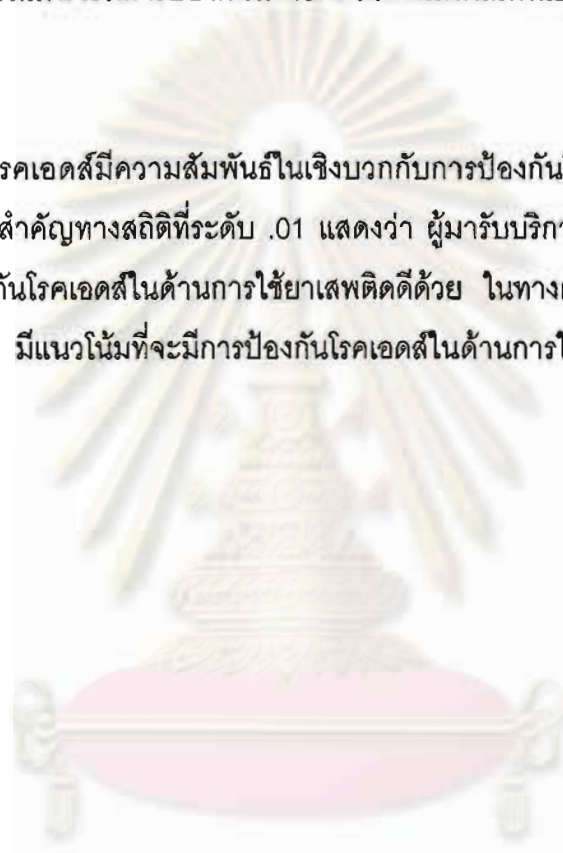 รคเอดส์มีความสัมพันธ์ในเชิงบวกกับการป้องกันโ
สำคัญทางสถิติที่ระดับ .01 แสดงว่า ผู้มารับบริกา
กันโรคเอดส์ในด้านการใช้ยาเสพติดดีด้วย ในทาง
มีแนวโน้มที่จะมีการป้องกันโรคเอดส์ในด้านการใ